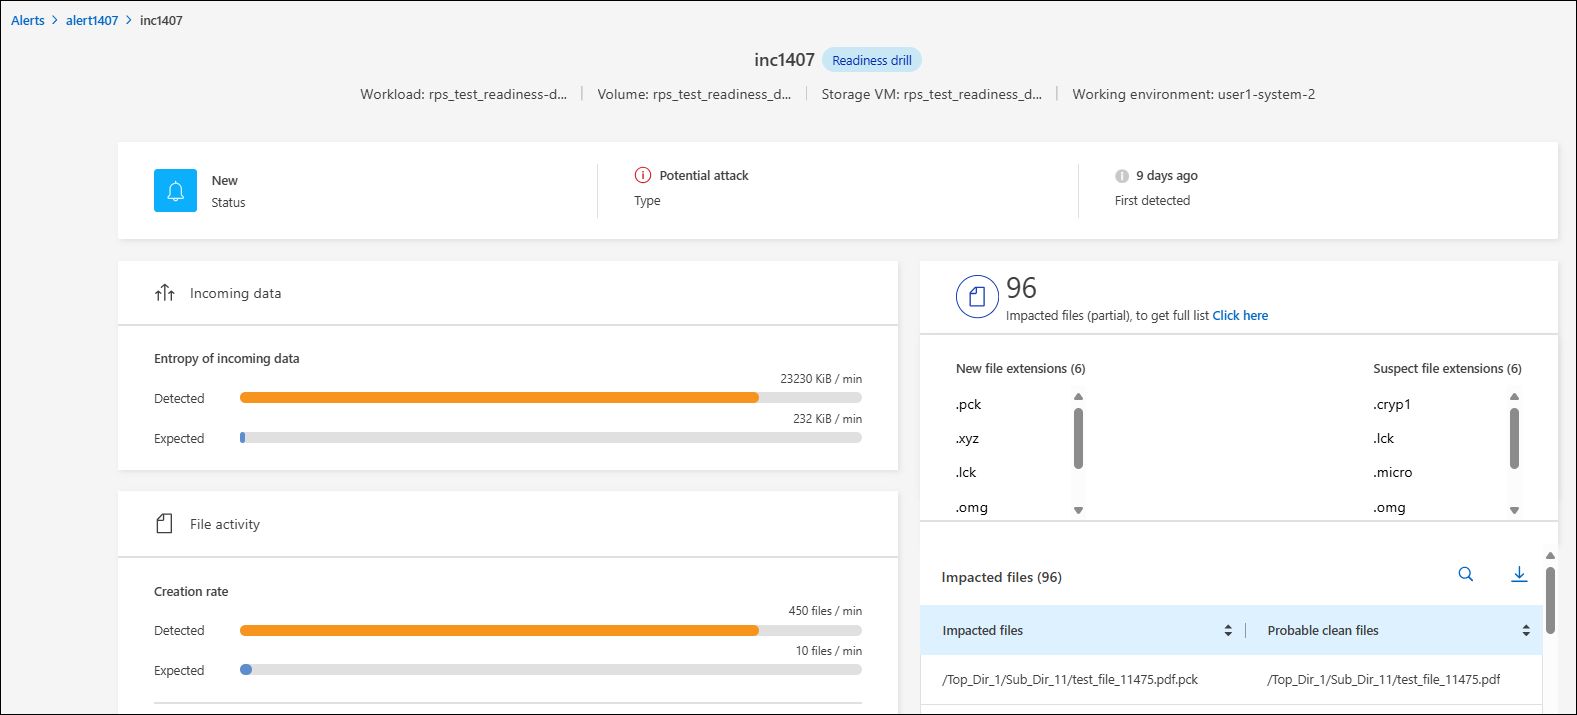 Alerts > alert1407 > inc1407
inc1407 Readiness drill
Workload: rps_test_readiness-d... | Volume: rps_test_readiness_d... | Storage VM: rps_test_readiness_d... | Working environment: user1-system-2
New
Status
Potential attack
Type
9 days ago
First detected
Incoming data
Entropy of incoming data
23230 KiB / min
Detected
232 KiB / min
Expected
File activity
Creation rate
450 files / min
Detected
10 files / min
Expected
96
Impacted files (partial), to get full list Click here
New file extensions (6)
.pck
.xyz
.lck
.omg
Suspect file extensions (6)
.cryp1
.lck
.micro
.omg
Impacted files (96)
Impacted files | Probable clean files
/Top_Dir_1/Sub_Dir_11/test_file_11475.pdf.pck /Top_Dir_1/Sub_Dir_11/test_file_11475.pdf